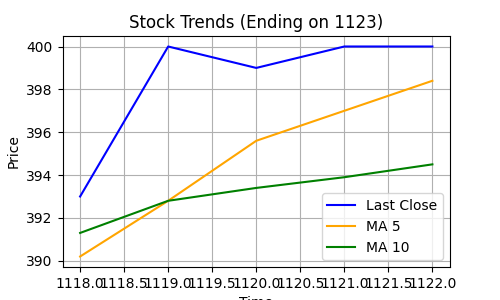 Stock Trends (Ending on 1123)
Price
400
398
396
394
392
390
Last Close
MA 5
MA 10
1118.0 1118.5 1119.0 1119.5 1120.0 1120.5 1121.0 1121.5 1122.0
Time